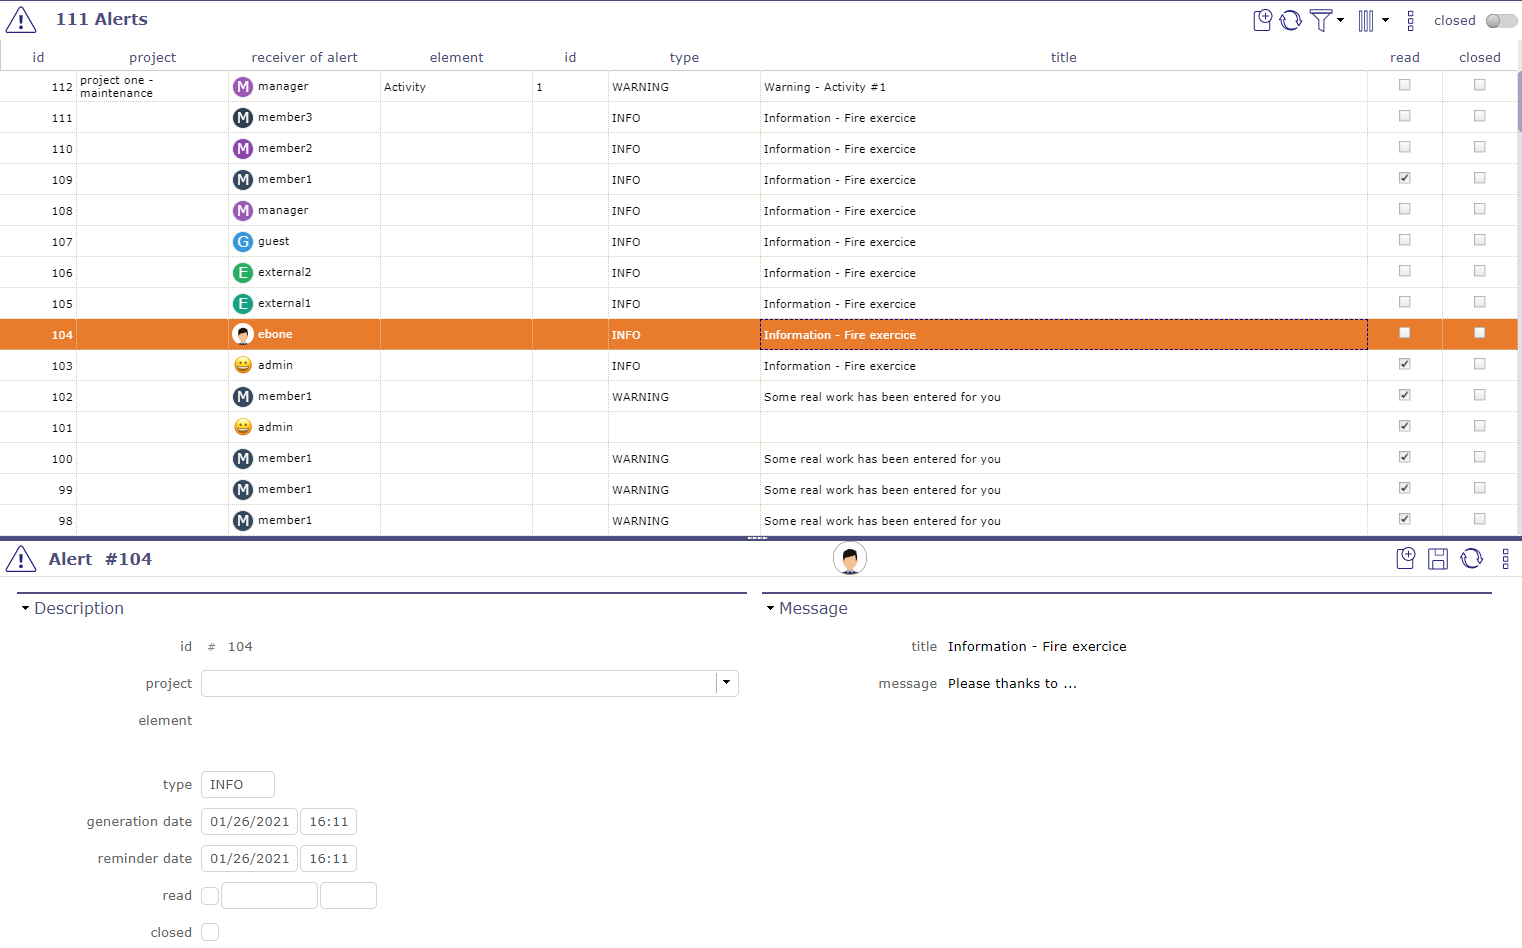 111 Alerts
closed
id project receiver of alert element id type title read closed
112 project one - maintenance M manager Activity 1 WARNING Warning - Activity #1
111 M member3 INFO Information - Fire exercice
110 M member2 INFO Information - Fire exercice
109 M member1 INFO Information - Fire exercice
108 M manager INFO Information - Fire exercice
107 G guest INFO Information - Fire exercice
106 E external2 INFO Information - Fire exercice
105 E external1 INFO Information - Fire exercice
104 ebone INFO Information - Fire exercice
103 admin INFO Information - Fire exercice
102 M member1 WARNING Some real work has been entered for you
101 admin
100 M member1 WARNING Some real work has been entered for you
99 M member1 WARNING Some real work has been entered for you
98 M member1 WARNING Some real work has been entered for you
Alert #104
Description
id # 104
project
element
type INFO
generation date 01/26/2021 16:11
reminder date 01/26/2021 16:11
read
closed
Message
title Information - Fire exercice
message Please thanks to ...